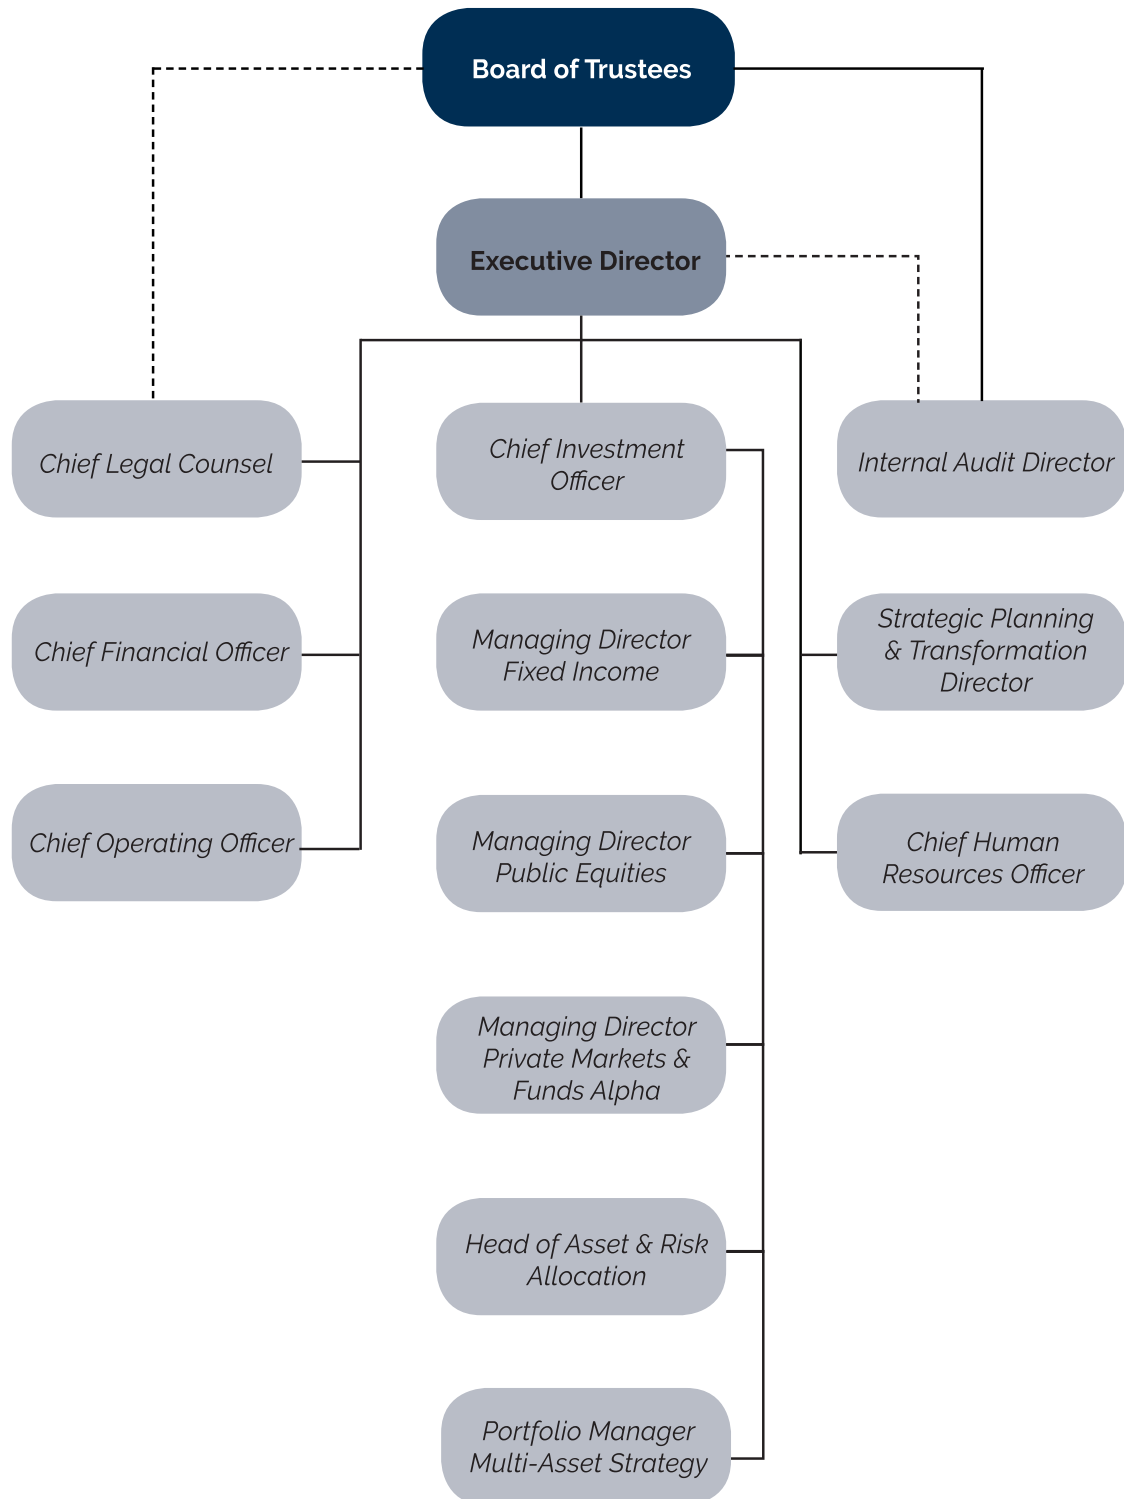 Board of Trustees
Executive Director
Chief Legal Counsel
Chief Investment
Officer
Internal Audit Director
Chief Financial Officer
Managing Director
Fixed Income
Strategic Planning
& Transformation
Director
Chief Operating Officer
Managing Director
Public Equities
Chief Human
Resources Officer
Managing Director
Private Markets &
Funds Alpha
Head of Asset & Risk
Allocation
Portfolio Manager
Multi-Asset Strategy